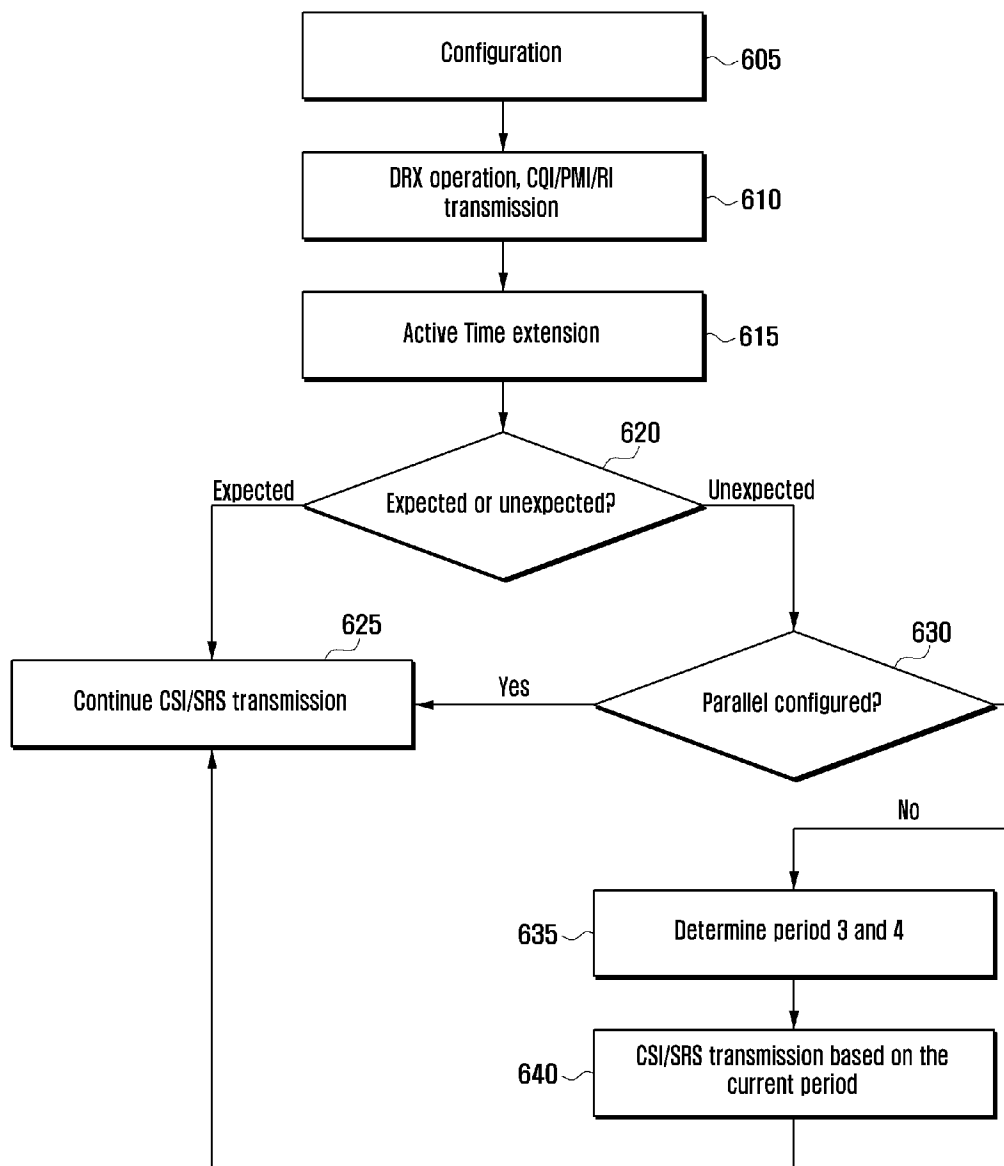 Configuration
605
DRX operation, CQI/PMI/RI
transmission
610
Active Time extension
615
620
Expected
Expected or unexpected?
Unexpected
625
630
Continue CSI/SRS transmission
Yes
Parallel configured?
No
635
Determine period 3 and 4
640
CSI/SRS transmission based on the
current period